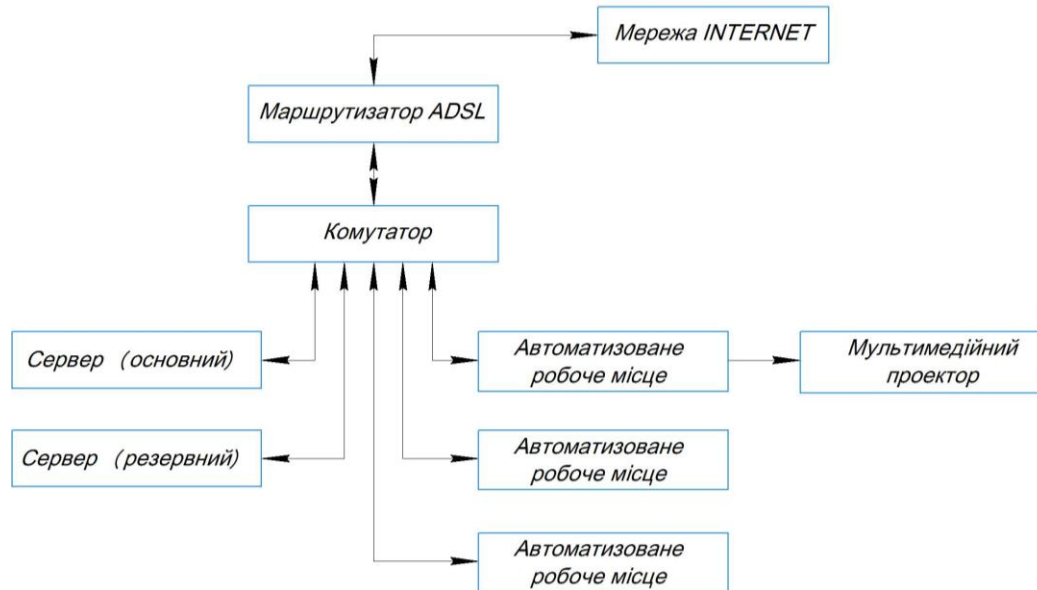 Мережа INTERNET
Маршрутизатор ADSL
Комутатор
Сервер (основний)
Автоматизоване
робоче місце
Мультимедійний
проектор
Сервер (резервний)
Автоматизоване
робоче місце
Автоматизоване
робоче місце